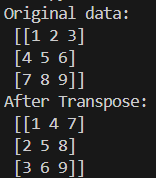 Original data:
[[1 2 3]
[4 5 6]
[7 8 9]]
After Transpose:
[[1 4 7]
[2 5 8]
[3 6 9]]